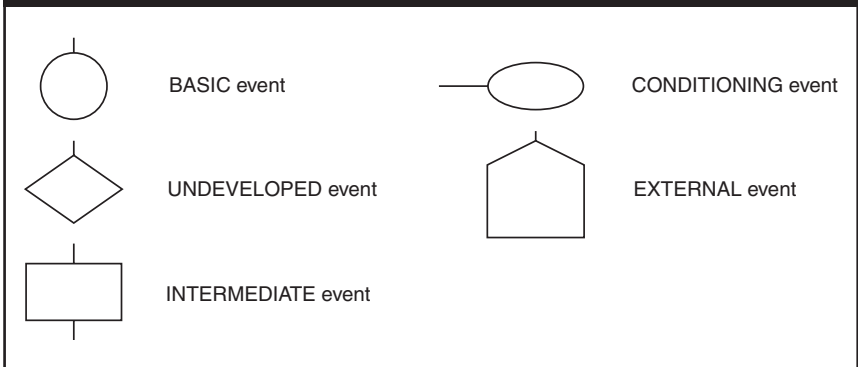 BASIC event
CONDITIONING event
UNDEVELOPED event
EXTERNAL event
INTERMEDIATE event